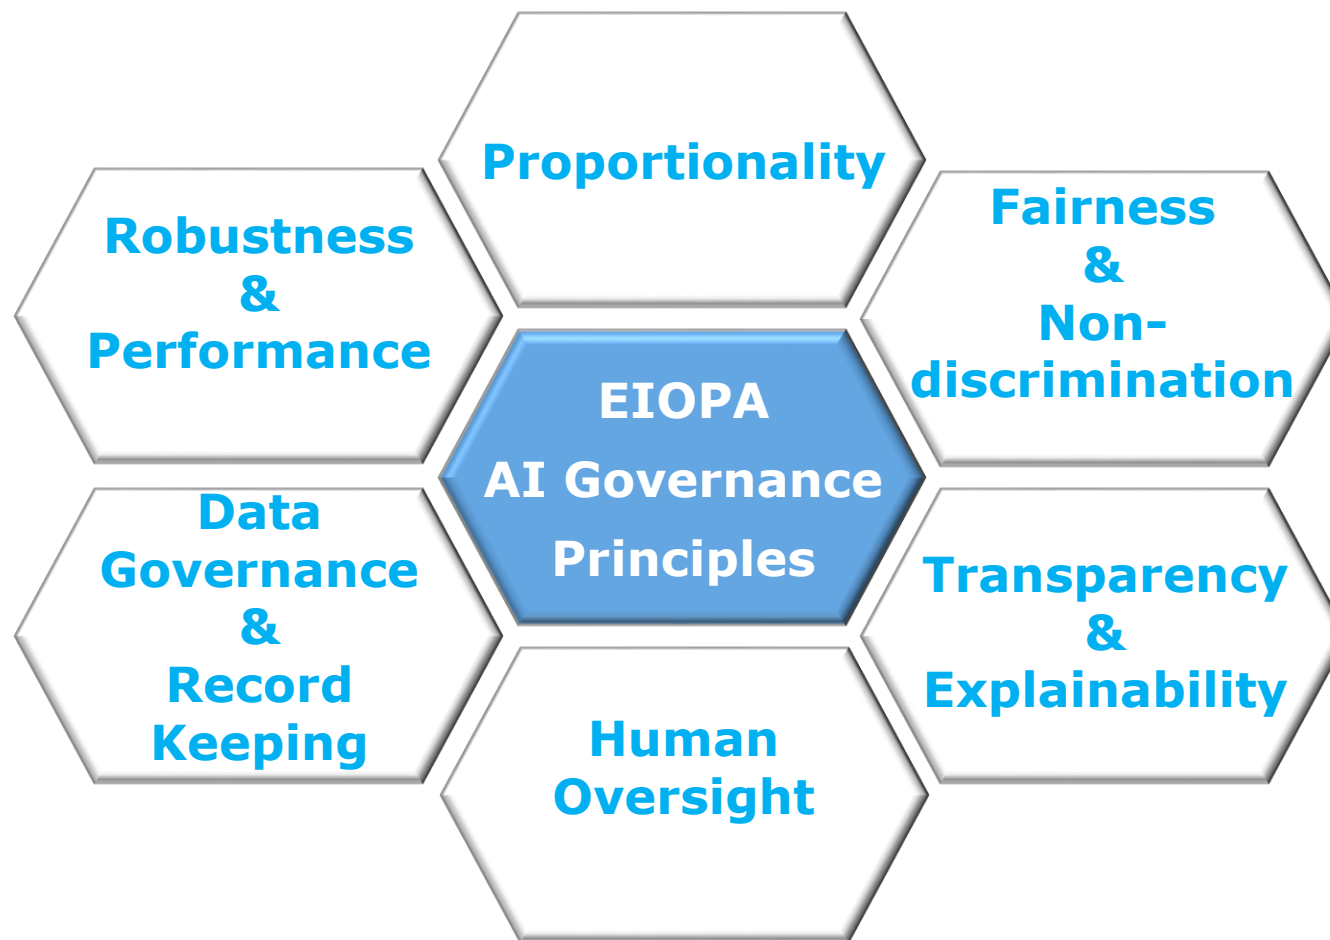 Proportionality
Robustness
&
Performance
Fairness
&
Non-
discrimination
EIOPA
AI Governance
Principles
Data
Governance
&
Record
Keeping
Transparency
&
Explainability
Human
Oversight